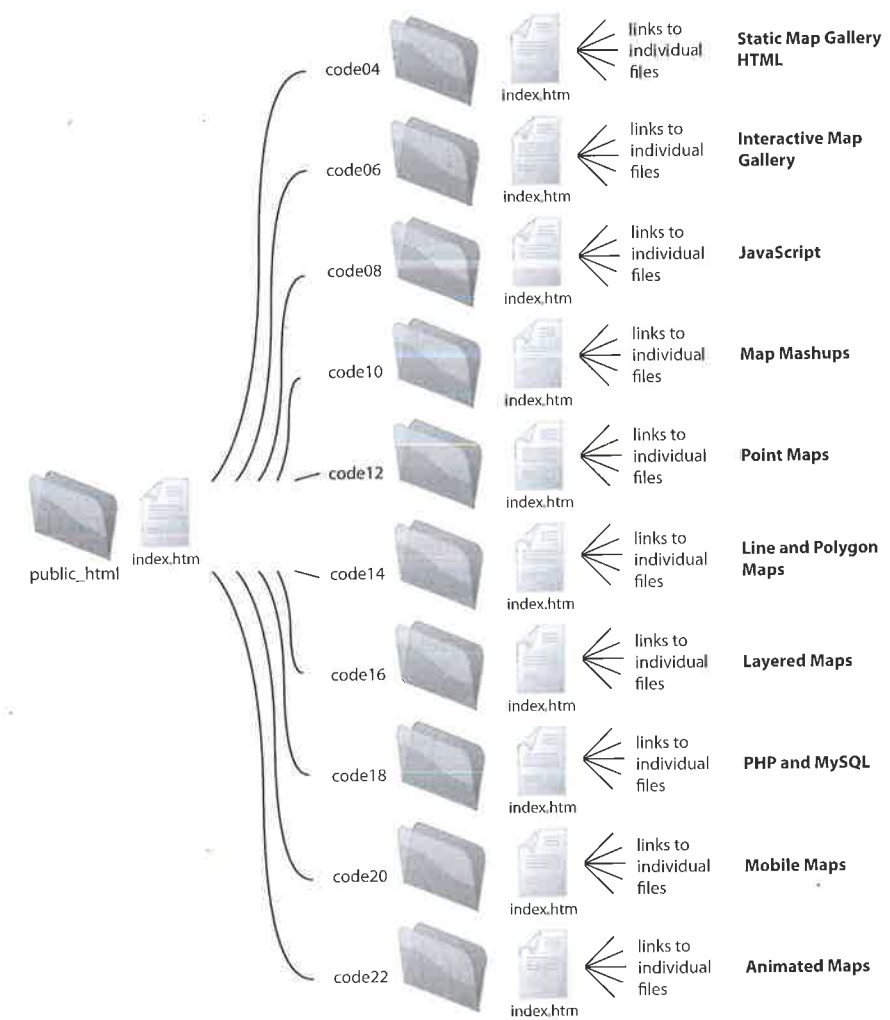 code04
index.htm
links to
individual
files
Static Map Gallery
HTML
code06
index.htm
links to
individual
files
Interactive Map
Gallery
code08
index.htm
links to
individual
files
JavaScript
code10
index.htm
links to
individual
files
Map Mashups
code12
index.htm
links to
individual
files
Point Maps
public_html
index.htm
code14
index.htm
links to
individual
files
Line and Polygon
Maps
code16
index.htm
links to
individual
files
Layered Maps
code18
index.htm
links to
individual
files
PHP and MySQL
code20
index.htm
links to
individual
files
Mobile Maps
code22
index.htm
links to
individual
files
Animated Maps